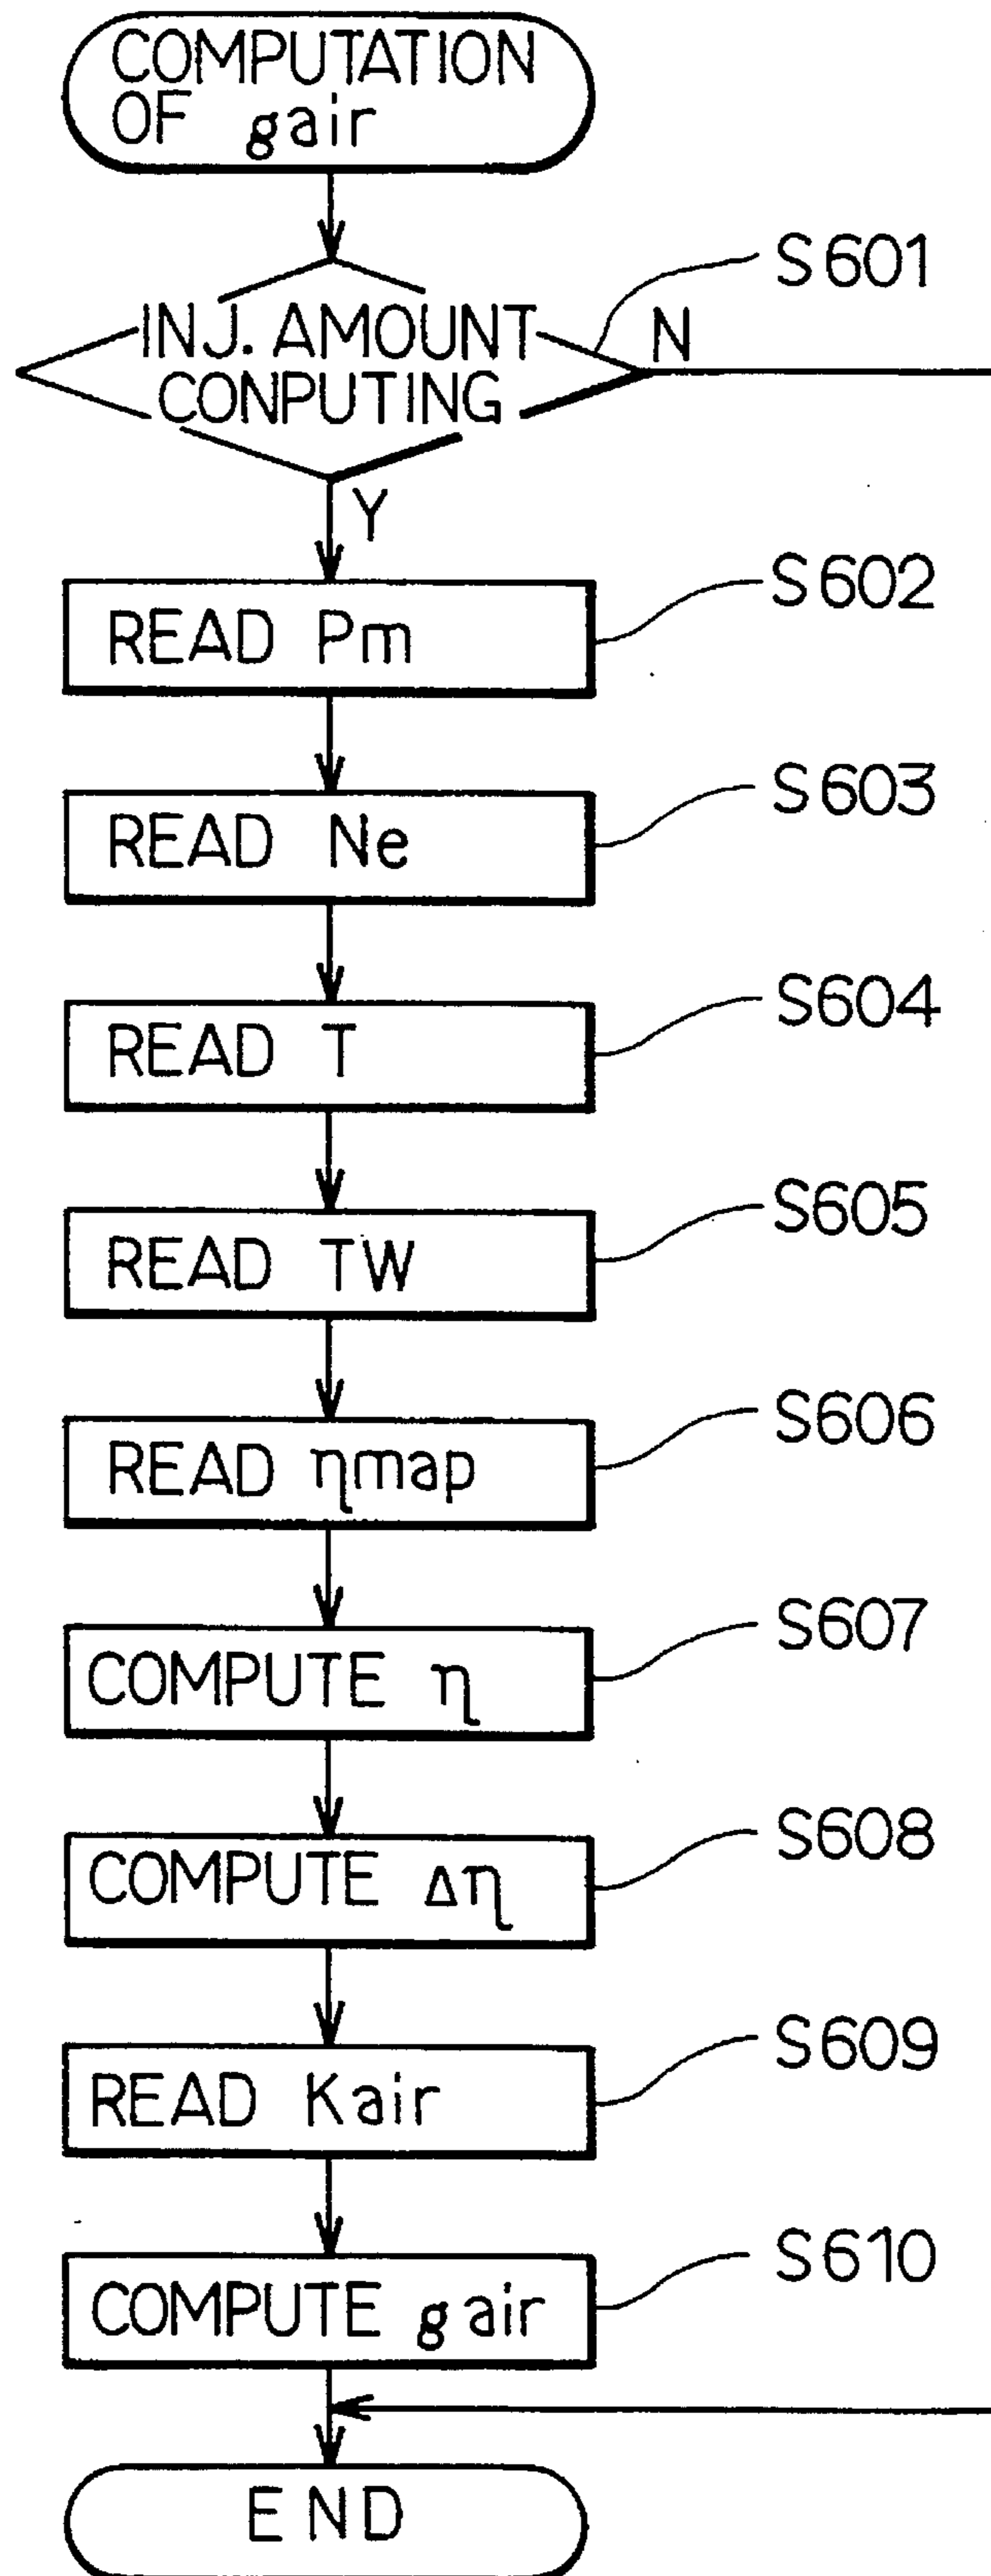 COMPUTATION
OF gair
S601
INJ. AMOUNT
N
CONPUTING
Y
S602
READ Pm
S603
READ Ne
S604
READ T
S605
READ TW
S606
READ ηmap
S607
COMPUTE η
S608
COMPUTE Δη
S609
READ Kair
S610
COMPUTE gair
END